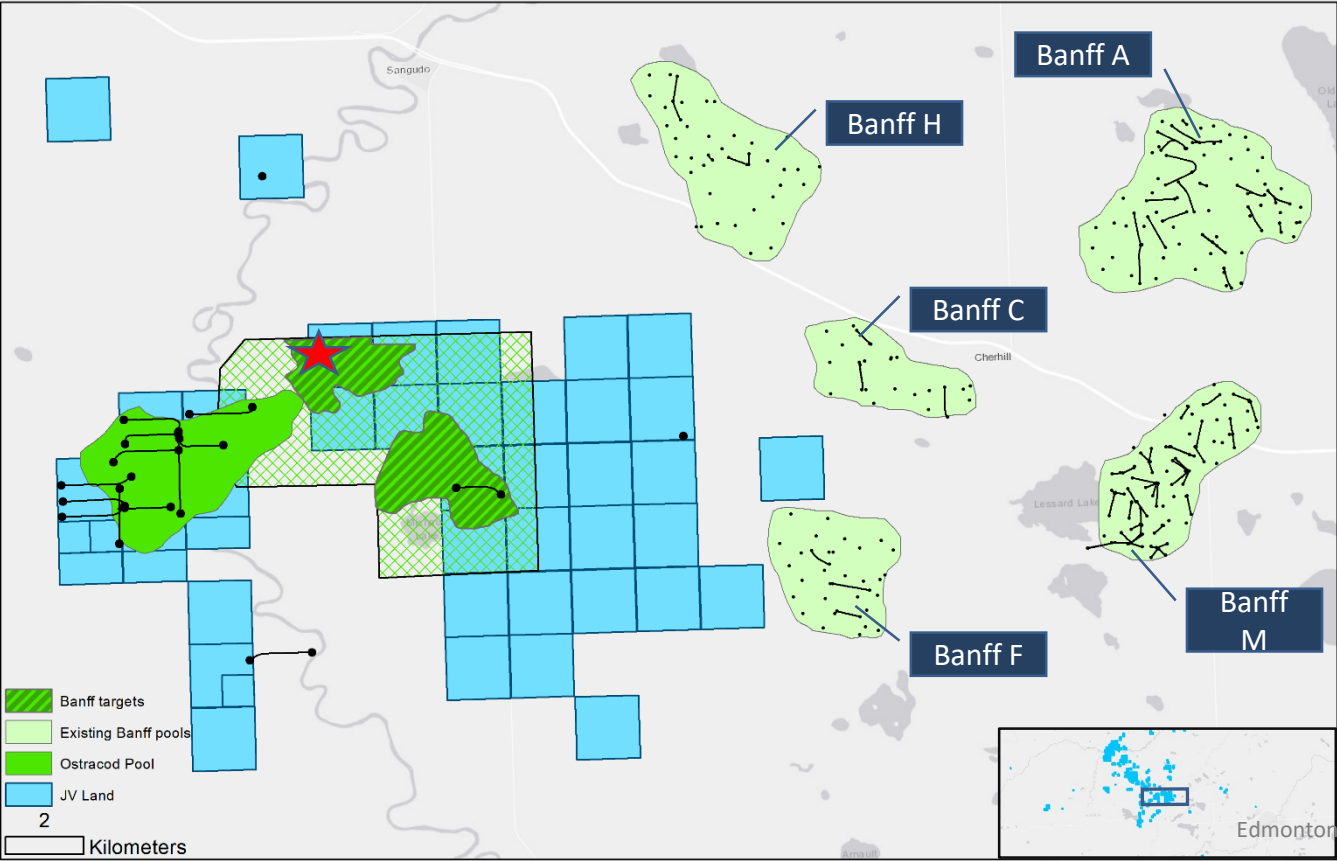 Sangudo
Banff A
Banff H
Banff C
Cherhill
Lessard Lake
Banff F
Banff
M
Banff targets
Existing Banff pools
Ostracod Pool
JV Land
2
Kilometers
Arnault
Edmonton